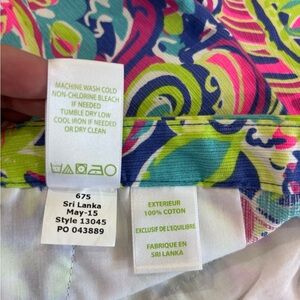 MACHINE WASH COLD
NON-CHLORINE BLEACH
IF NEEDED
TUMBLE DRY LOW
COOL IRON IF NEEDED
OR DRY CLEAN
675
Sri Lanka
May-15
Style 13045
PO 043889
EXTERIEUR
100% COTON
EXCLUSIF DE L'EQUILIBRE
FABRIQUE EN
SRI LANKA